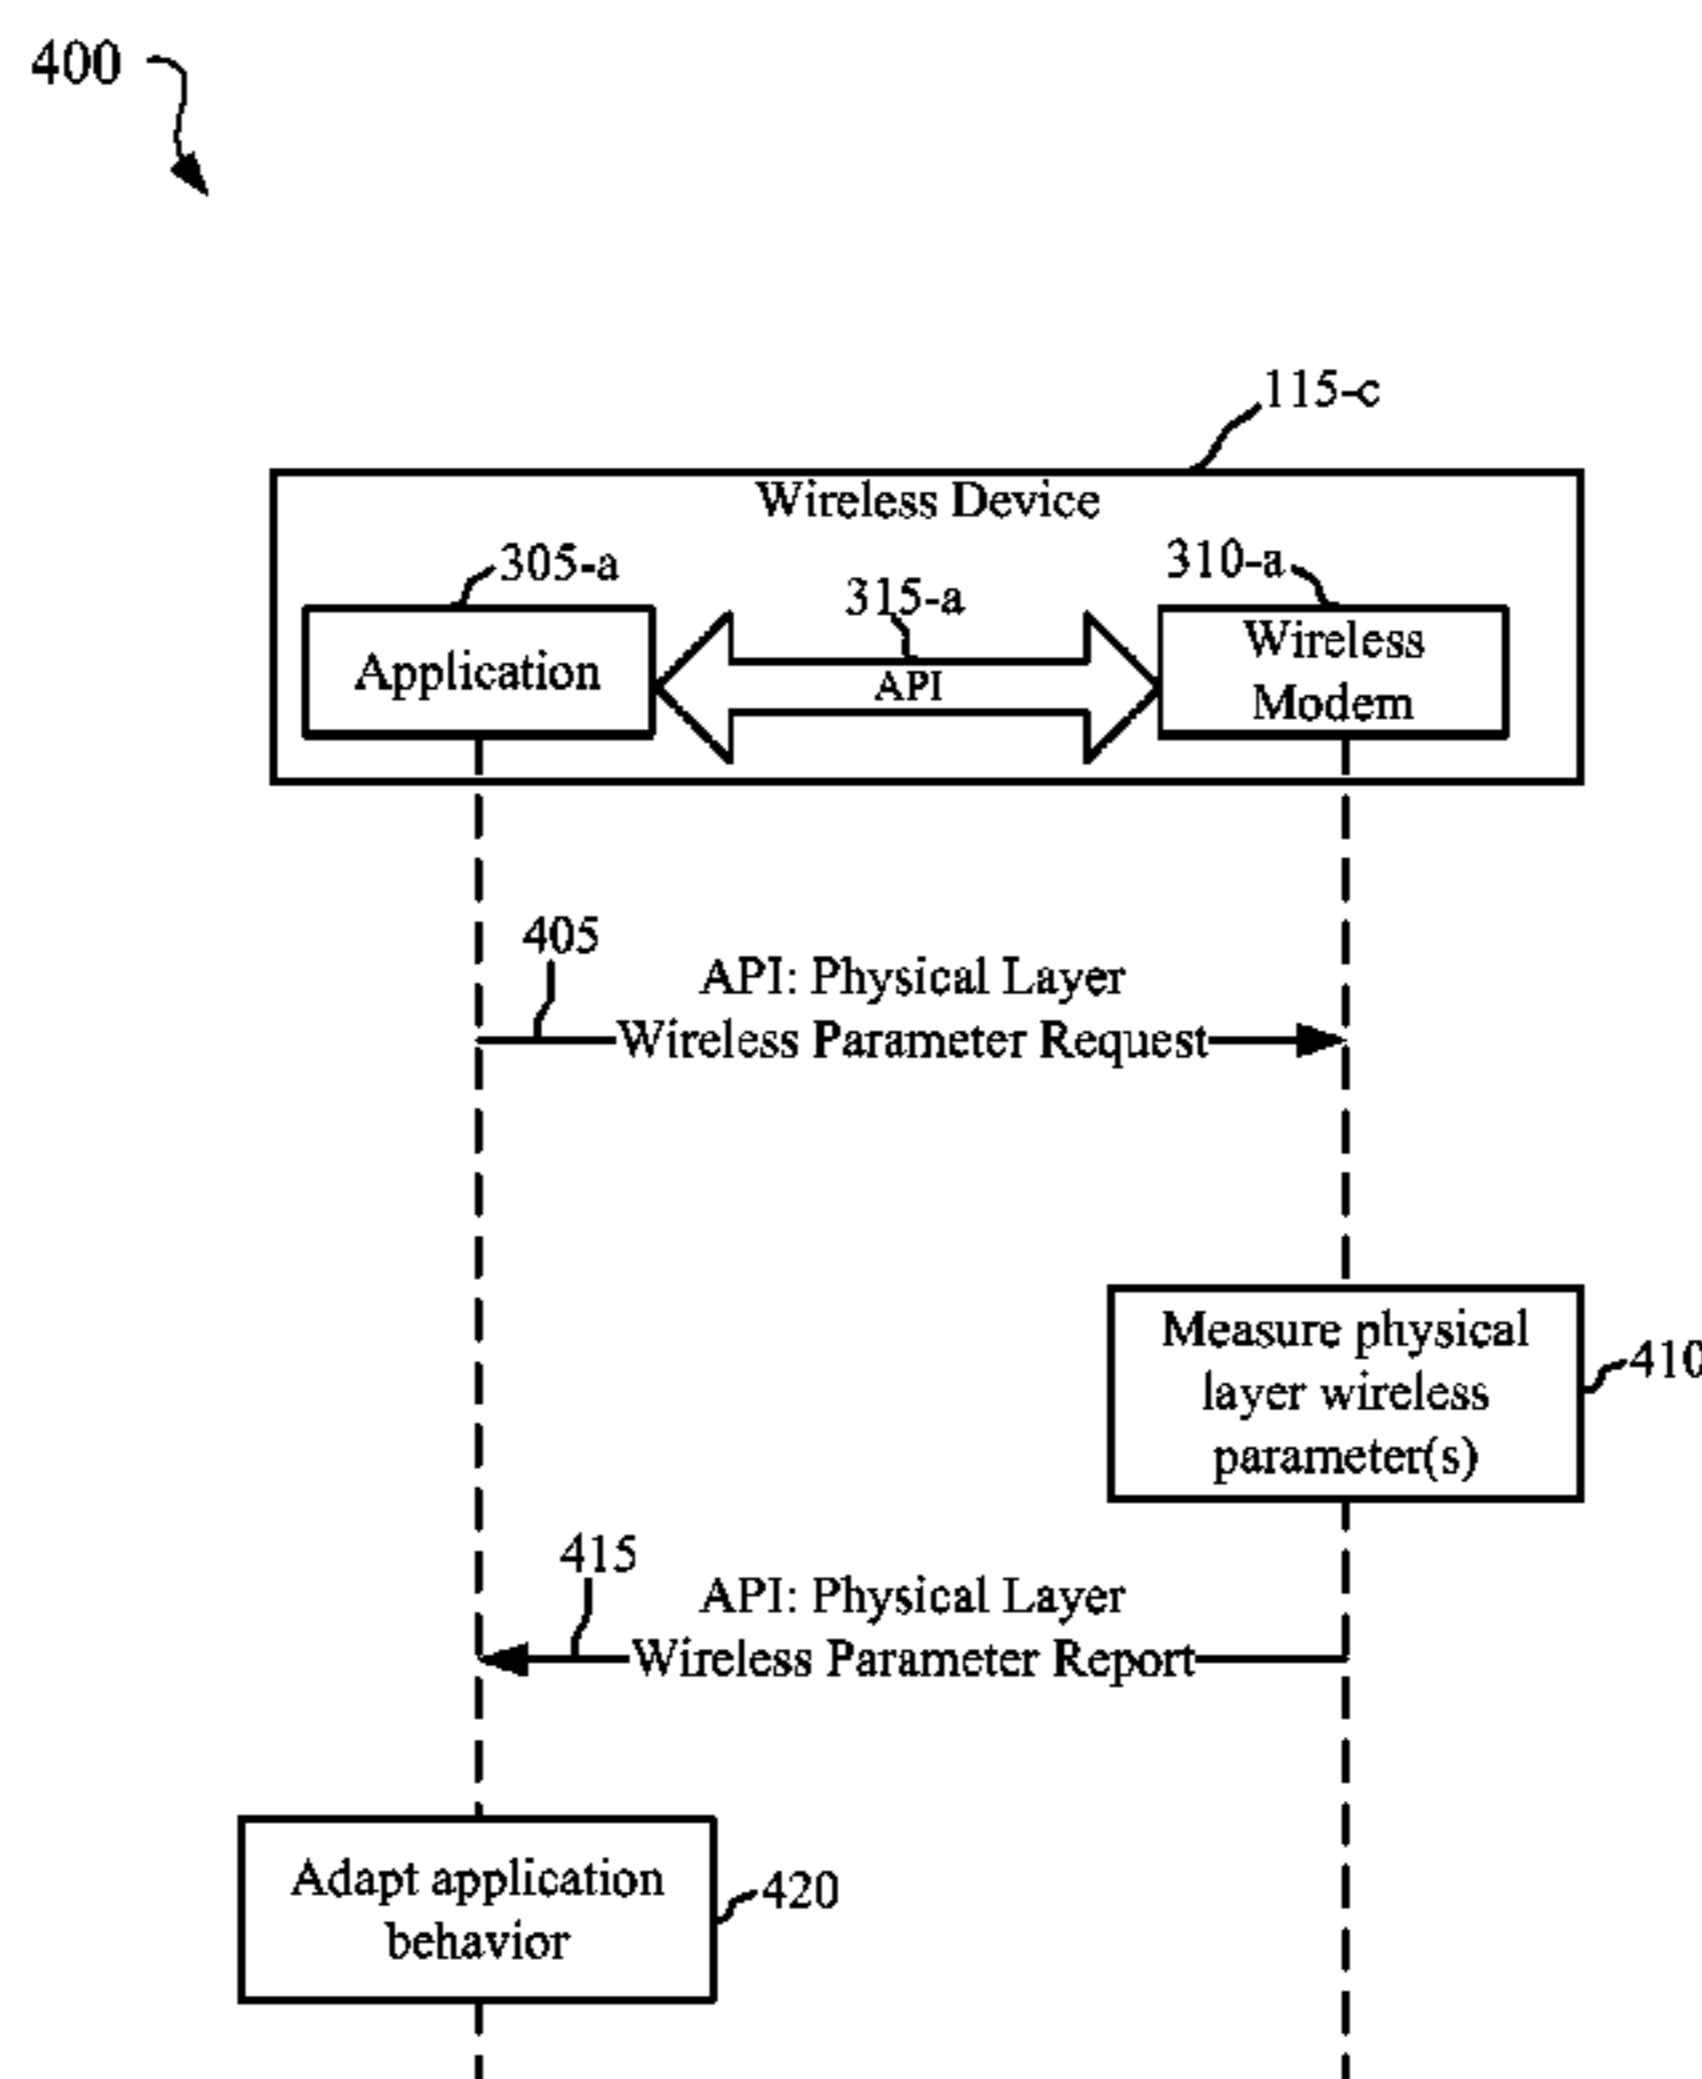 400
115-c
Wireless Device
305-a
315-a
310-a
Application
API
Wireless
Modem
405
API: Physical Layer
Wireless Parameter Request
Measure physical
layer wireless
parameter(s)
410
415
API: Physical Layer
Wireless Parameter Report
Adapt application
behavior
420